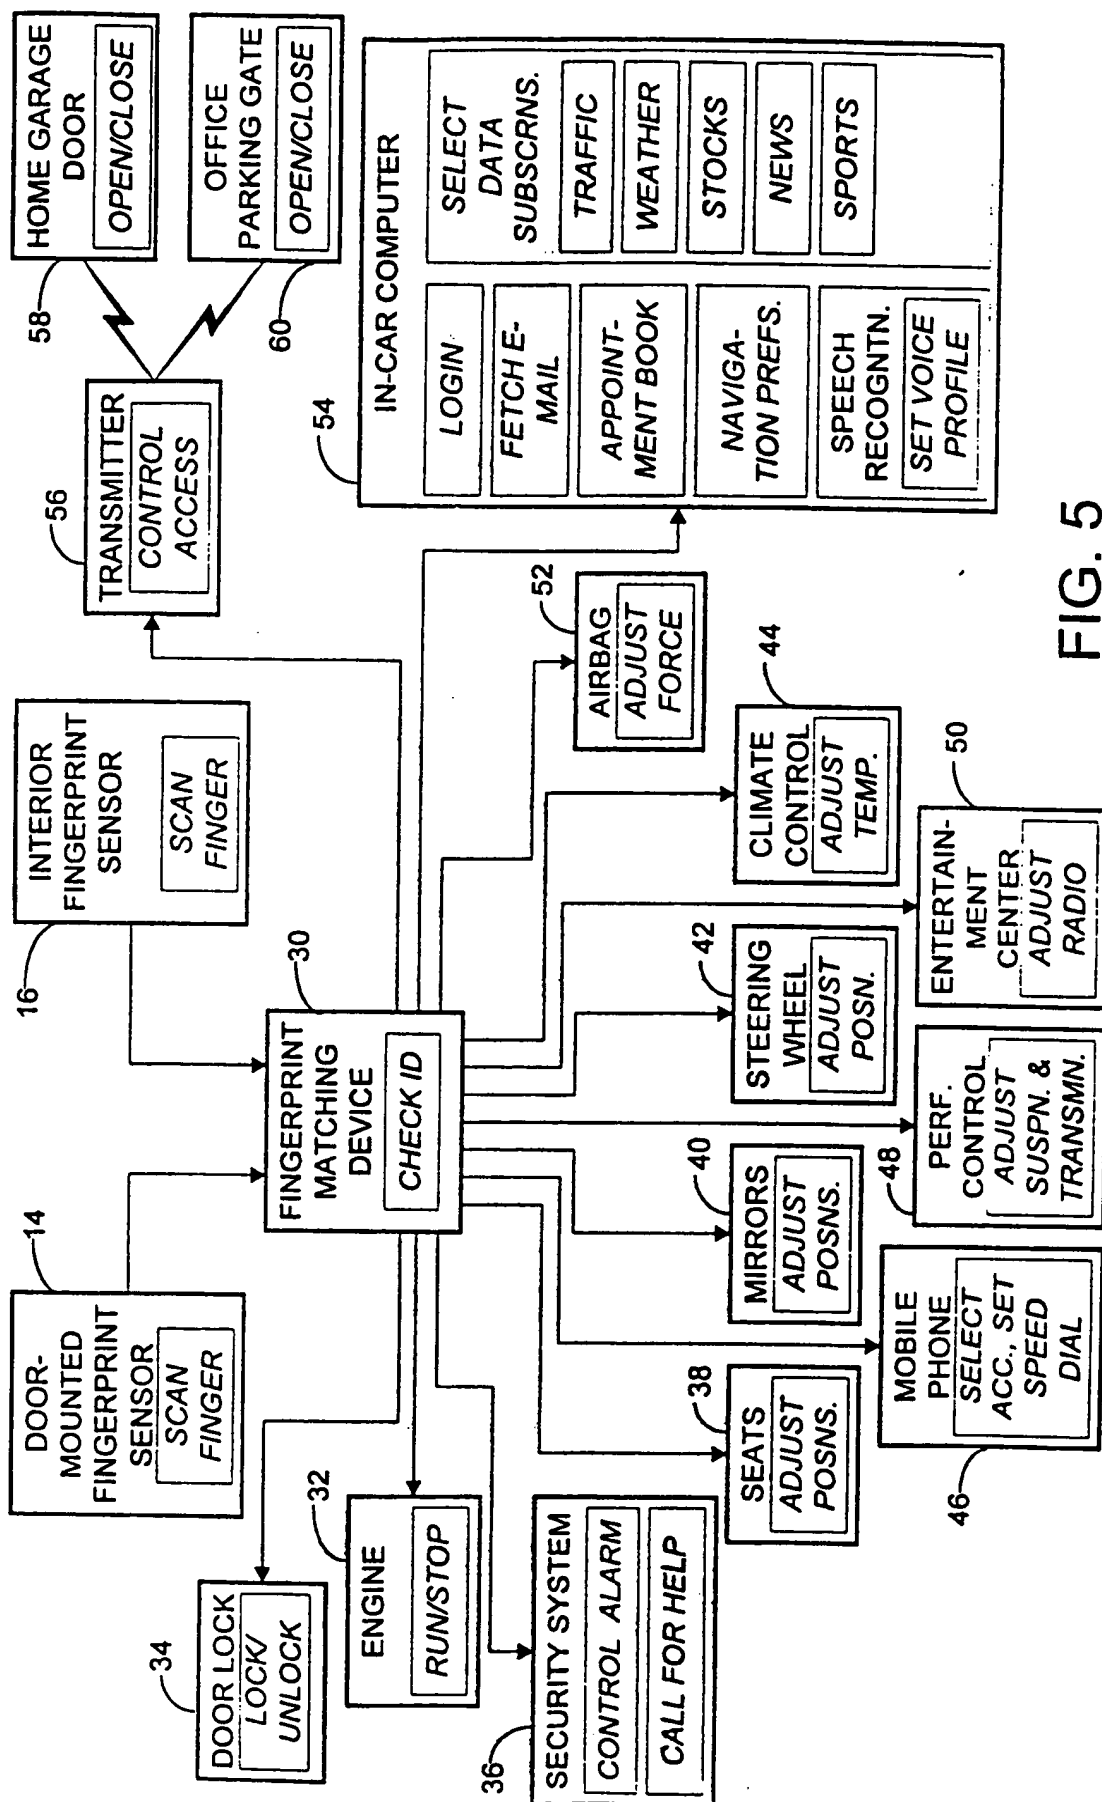 DOOR-
MOUNTED
FINGERPRINT
SENSOR
SCAN
FINGER
14
INTERIOR
FINGERPRINT
SENSOR
SCAN
FINGER
16
TRANSMITTER
CONTROL
ACCESS
56
HOME GARAGE
DOOR
OPEN/CLOSE
58
OFFICE
PARKING GATE
OPEN/CLOSE
60
DOOR LOCK
LOCK/
UNLOCK
34
ENGINE
RUN/STOP
32
FINGERPRINT
MATCHING
DEVICE
CHECK ID
30
SECURITY SYSTEM
CONTROL ALARM
CALL FOR HELP
36
SEATS
ADJUST
POSNS.
38
MIRRORS
ADJUST
POSNS.
40
STEERING
WHEEL
ADJUST
POSN.
42
CLIMATE
CONTROL
ADJUST
TEMP.
44
AIRBAG
ADJUST
FORCE
52
IN-CAR COMPUTER
54
LOGIN
FETCH E-
MAIL
APPOINT-
MENT BOOK
NAVIGA-
TION PREFS.
SPEECH
RECOGNTN.
SET VOICE
PROFILE
SELECT
DATA
SUBSCRNS.
TRAFFIC
WEATHER
STOCKS
NEWS
SPORTS
MOBILE
PHONE
SELECT
ACC., SET
SPEED
DIAL
46
PERF.
CONTROL
ADJUST
SUSPN. &
TRANSMN.
48
ENTERTAIN-
MENT
CENTER
ADJUST
RADIO
50
FIG. 5